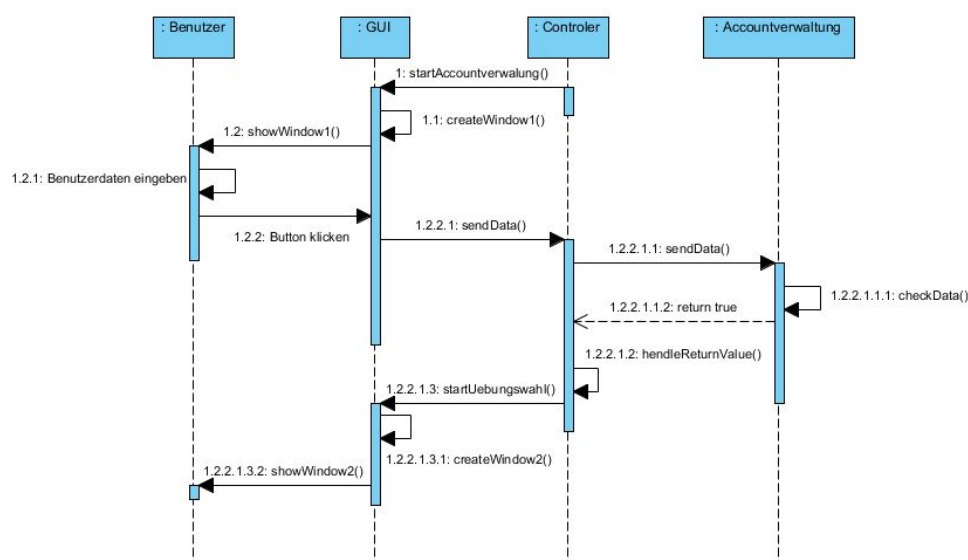 : Benutzer
: GUI
: Controler
: Accountverwaltung
1: startAccountverwalung()
1.1: createWindow1()
1.2: showWindow1()
1.2.1: Benutzerdaten eingeben
1.2.2: Button klicken
1.2.2.1: sendData()
1.2.2.1.1: sendData()
1.2.2.1.1.1: checkData()
1.2.2.1.1.2: return true
1.2.2.1.2: hendleReturnValue()
1.2.2.1.3: startUebungswahl()
1.2.2.1.3.1: createWindow2()
1.2.2.1.3.2: showWindow2()